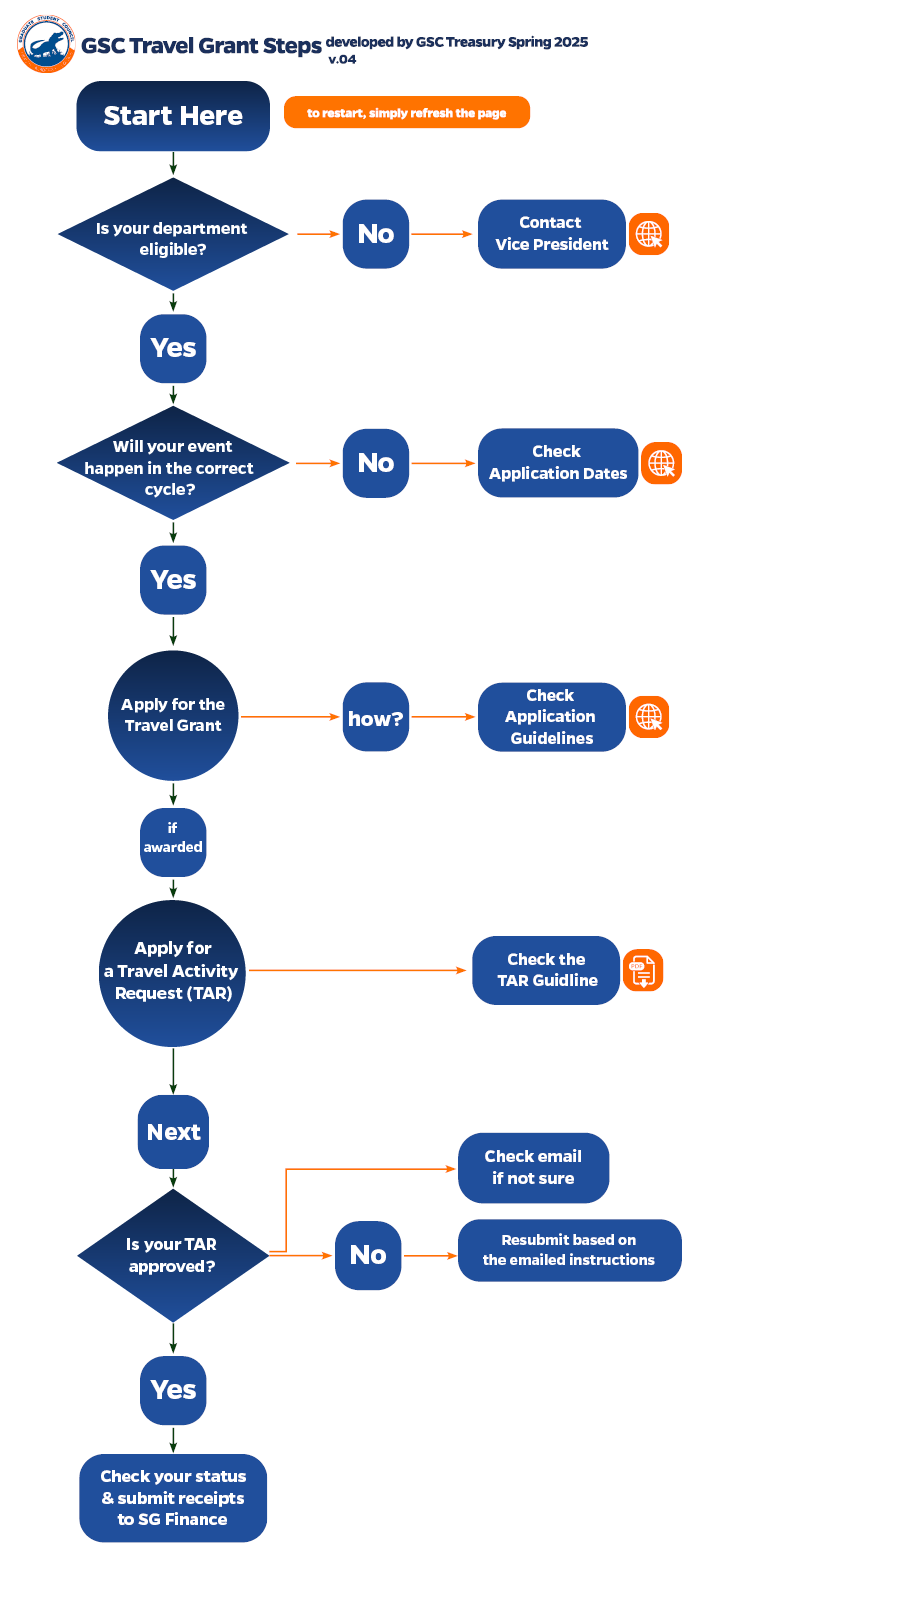 GRADUATE STUDENT COUNCIL
GSC Travel Grant Steps developed by GSC Treasury Spring 2025
v.04
Start Here
to restart, simply refresh the page
Is your department
eligible?
No
Contact
Vice President
Yes
Will your event
happen in the correct
cycle?
No
Check
Application Dates
Yes
Apply for the
Travel Grant
how?
Check
Application
Guidelines
if
awarded
Apply for
a Travel Activity
Request (TAR)
Check the
TAR Guidline
PDF
Next
Check email
if not sure
Is your TAR
approved?
No
Resubmit based on
the emailed instructions
Yes
Check your status
& submit receipts
to SG Finance